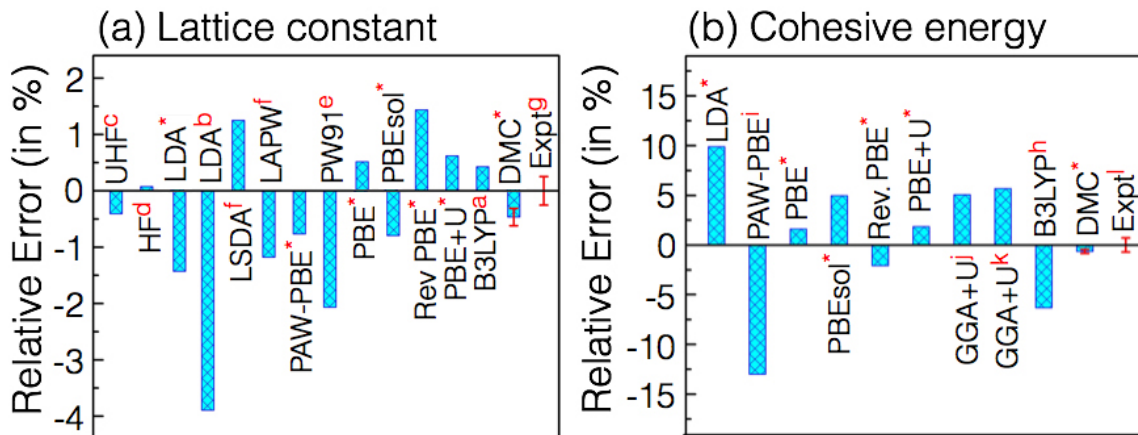 (a) Lattice constant
Relative Error (in %)
2
1
0
-1
-2
-3
-4
UHFc
HFd
LDA*
LDAb
LSDAf
LAPWf
PAW-PBE*
PW91e
PBE*
PBEsol*
Rev PBE*
PBE+U*
B3LYPa
DMC*
Exptg
(b) Cohesive energy
Relative Error (in %)
15
10
5
0
-5
-10
-15
LDA*
PAW-PBEi
PBE*
PBEsol*
Rev. PBE*
PBE+U*
GGA+Uj
GGA+Uk
B3LYPh
DMC*
Exptl